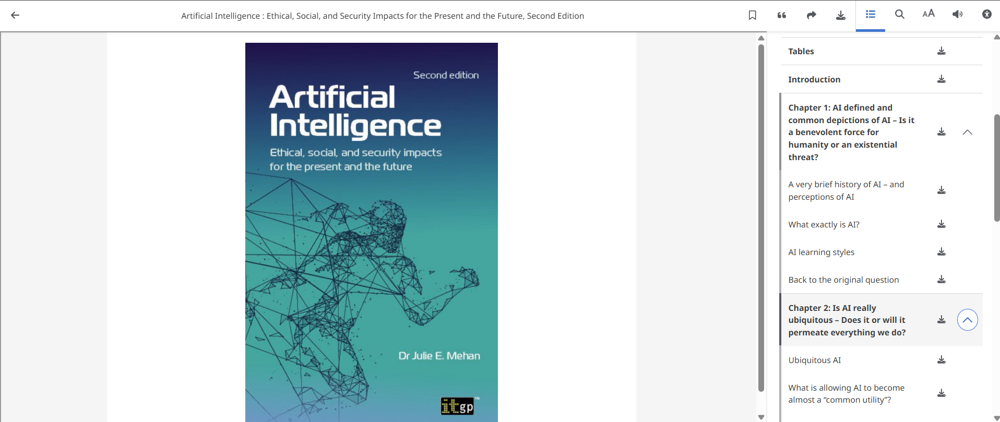 Artificial Intelligence : Ethical, Social, and Security Impacts for the Present and the Future, Second Edition
AA
Second edition
Artificial
Intelligence
Ethical, social, and security impacts
for the present and the future
Dr Julie E. Mehan
itgp™
Tables
Introduction
Chapter 1: AI defined and
common depictions of AI – Is it
a benevolent force for
humanity or an existential
threat?
A very brief history of AI – and
perceptions of AI
What exactly is AI?
AI learning styles
Back to the original question
Chapter 2: Is AI really
ubiquitous – Does it or will it
permeate everything we do?
Ubiquitous AI
What is allowing AI to become
almost a “common utility”?